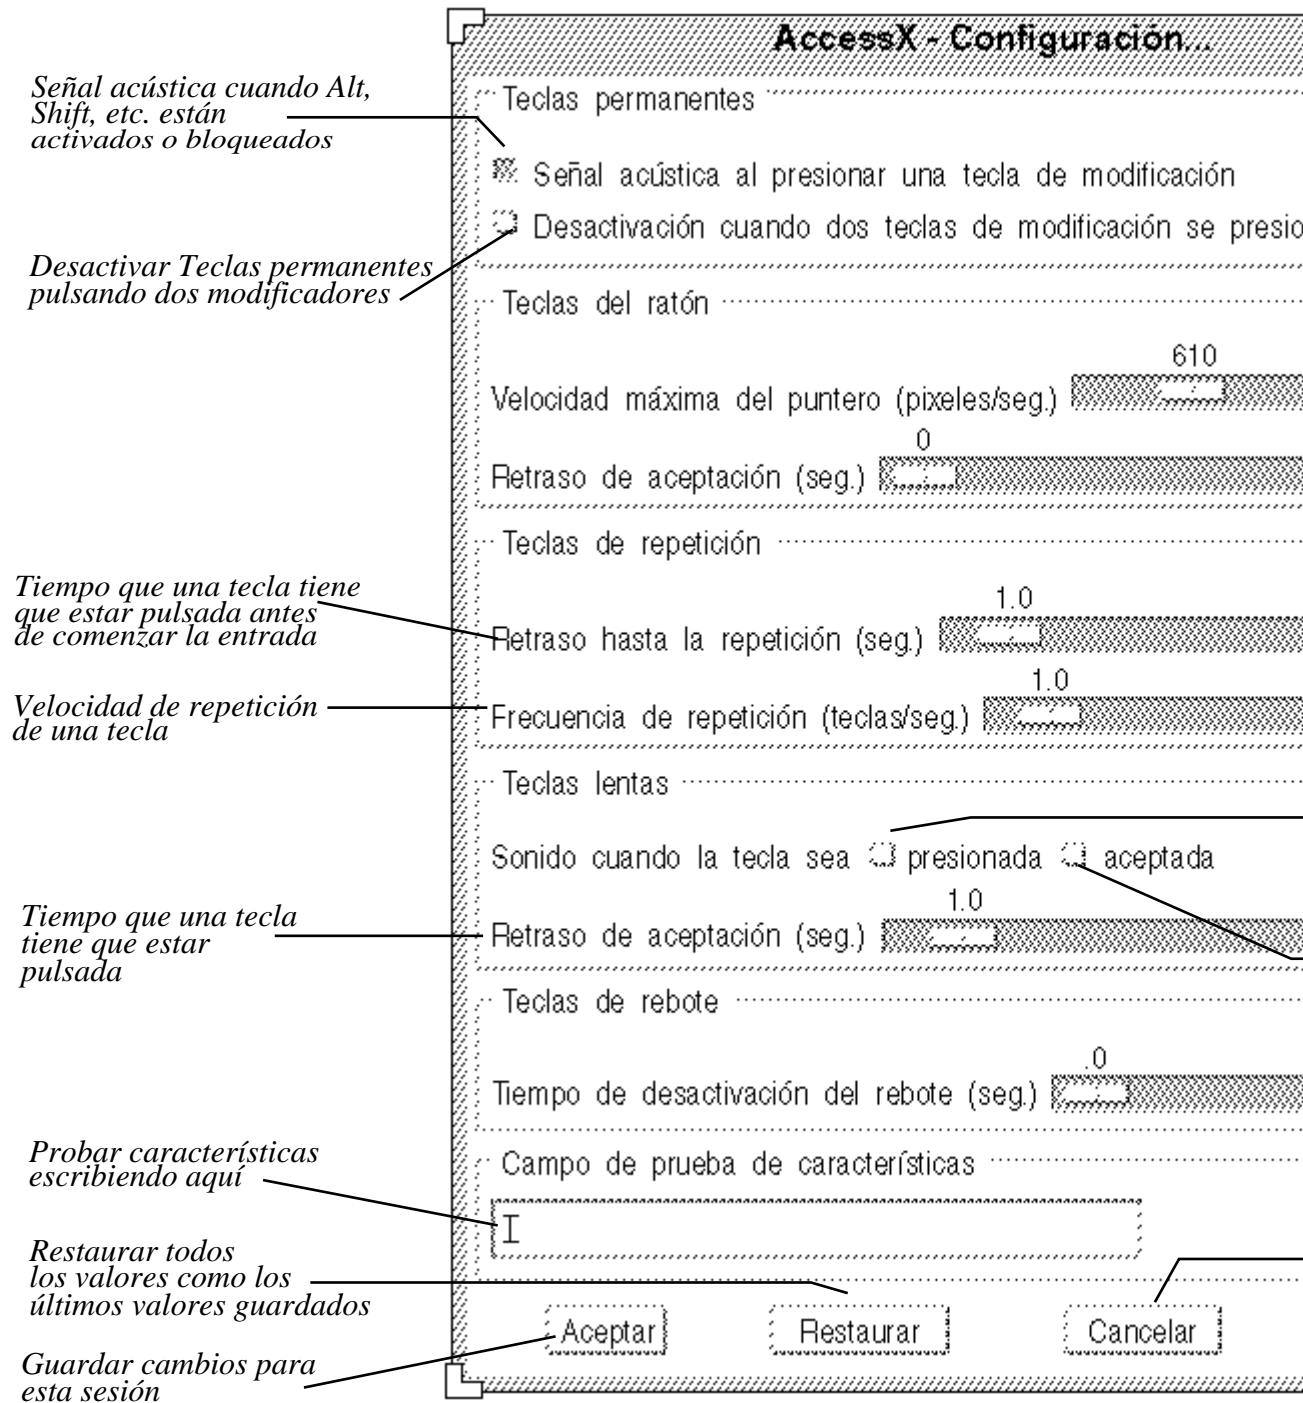 AccessX - Configuración...
Señal acústica cuando Alt,
Shift, etc. están
activados o bloqueados
Teclas permanentes
Señal acústica al presionar una tecla de modificación
Desactivación cuando dos teclas de modificación se presio
Desactivar Teclas permanentes
pulsando dos modificadores
Teclas del ratón
610
Velocidad máxima del puntero (pixeles/seg.)
0
Retraso de aceptación (seg.)
Teclas de repetición
Tiempo que una tecla tiene
que estar pulsada antes
de comenzar la entrada
1.0
Retraso hasta la repetición (seg.)
1.0
Velocidad de repetición
de una tecla
Frecuencia de repetición (teclas/seg.)
Teclas lentas
Sonido cuando la tecla sea presionada aceptada
1.0
Tiempo que una tecla
tiene que estar
pulsada
Retraso de aceptación (seg.)
Teclas de rebote
.0
Tiempo de desactivación del rebote (seg.)
Probar características
escribiendo aquí
Campo de prueba de características
Restaurar todos
los valores como los
últimos valores guardados
Aceptar Restaurar Cancelar
Guardar cambios para
esta sesión